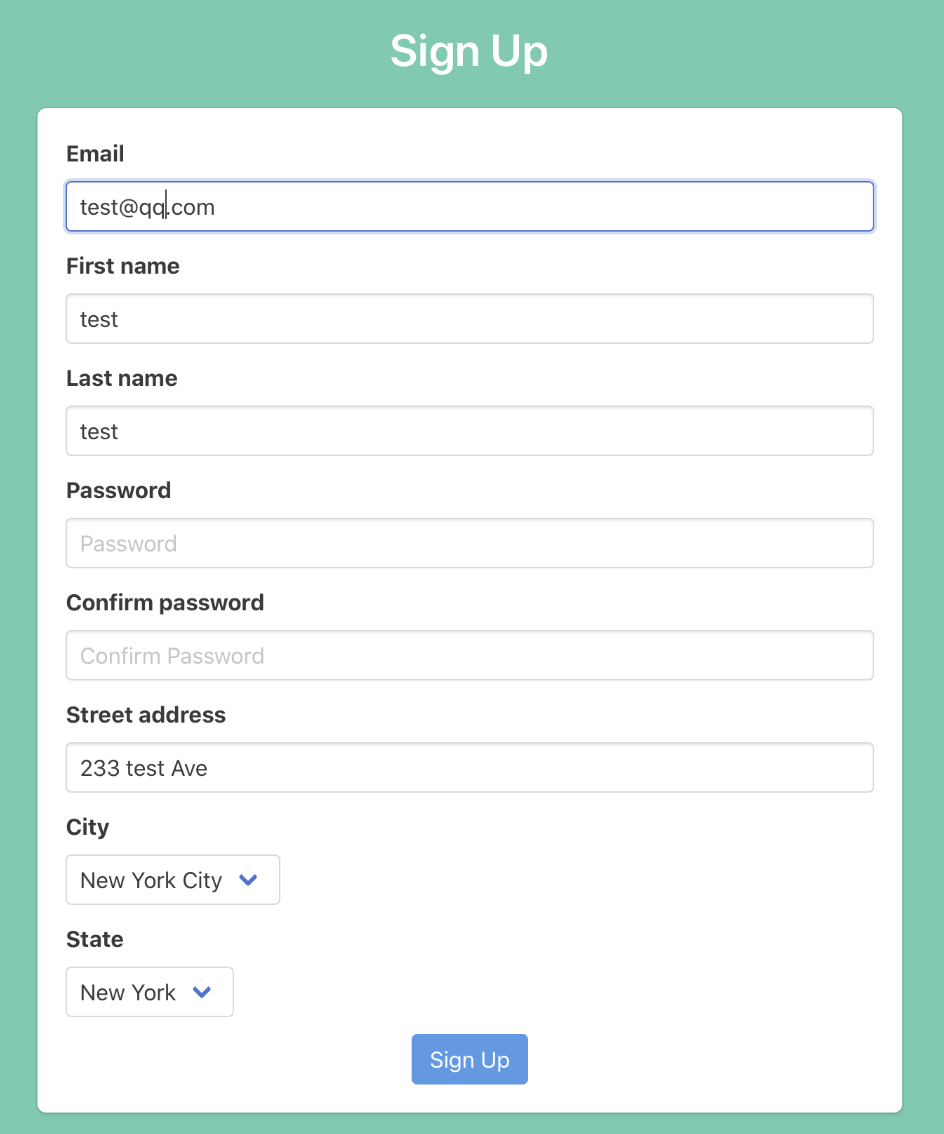 Sign Up
Email
test@qq.com
First name
test
Last name
test
Password
Password
Confirm password
Confirm Password
Street address
233 test Ave
City
New York City
State
New York
Sign Up